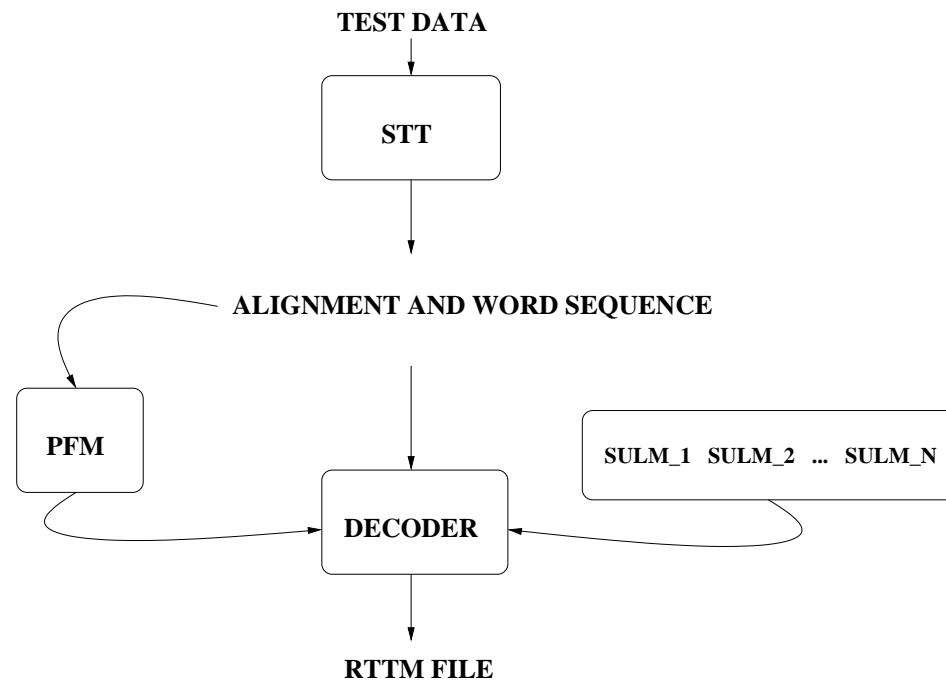 TEST DATA
STT
ALIGNMENT AND WORD SEQUENCE
PFM
SULM_1 SULM_2 ... SULM_N
DECODER
RTTM FILE